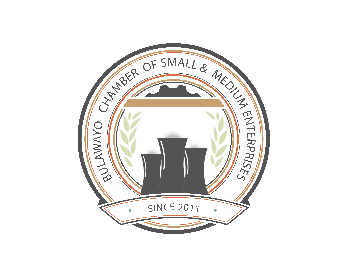 BULAWAYO CHAMBER OF SMALL & MEDIUM ENTERPRISES
SINCE 2011